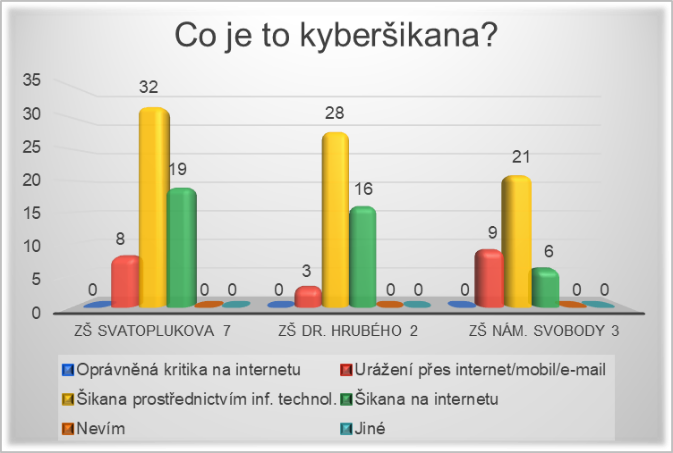 Co je to kyberšikana?
35
30
25
20
15
10
5
0
0 8 32 19 0 0
0 3 28 16 0 0
0 9 21 6 0 0
ZŠ SVATOPLUKOVA 7 ZŠ DR. HRUBÉHO 2 ZŠ NÁM. SVOBODY 3
Oprávněná kritika na internetu Urážení přes internet/mobil/e-mail
Šikana prostřednictvím inf. technol. Šikana na internetu
Nevím Jiné